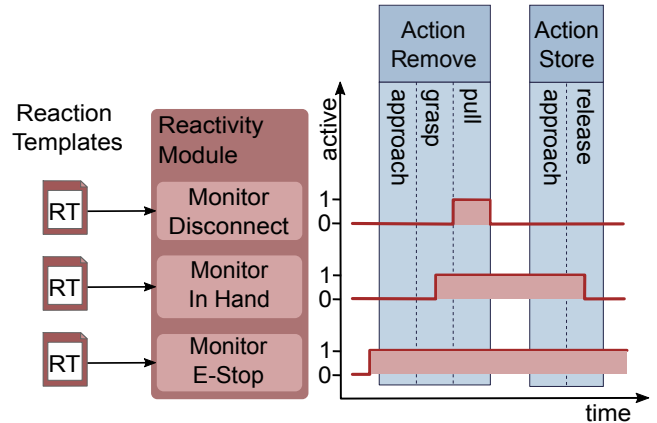 Action
Remove
Action
Store
Reaction
Templates
Reactivity
Module
active
approach
grasp
pull
approach
release
RT
Monitor
Disconnect
1
0
RT
Monitor
In Hand
1
0
RT
Monitor
E-Stop
1
0
time